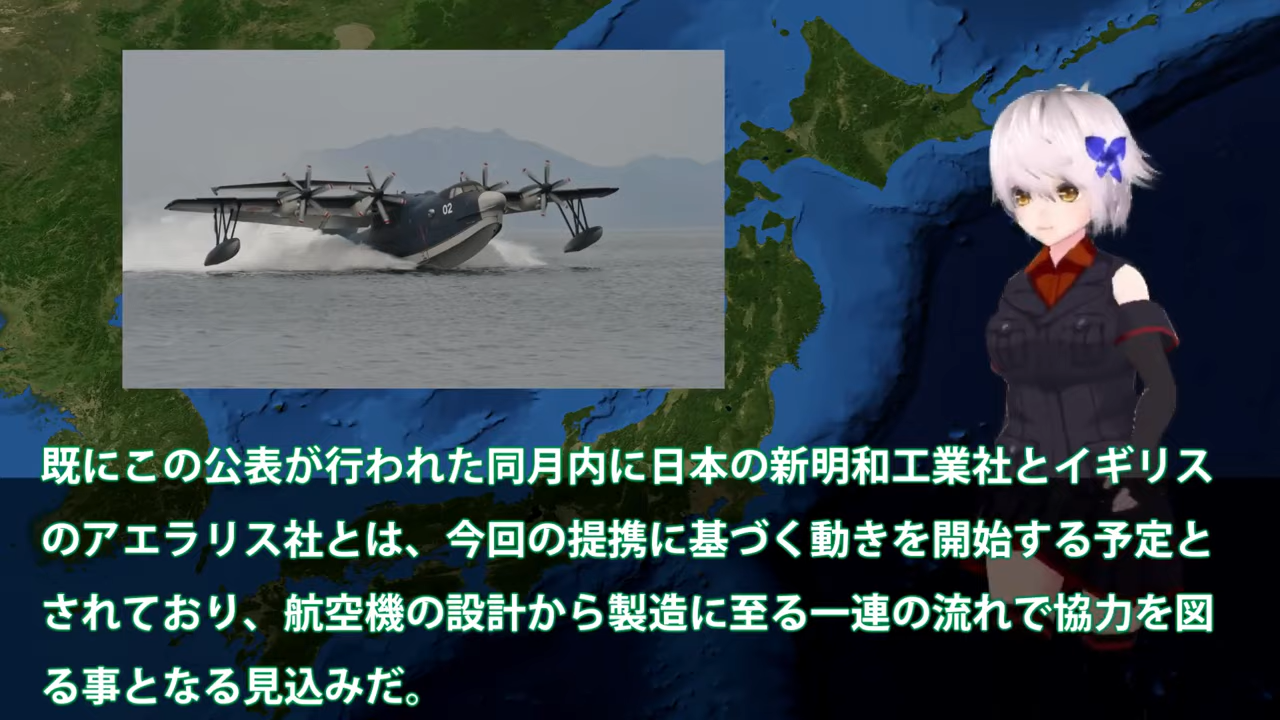 02
既にこの公表が行われた同月内に日本の新明和工業社とイギリス
のアエラリス社とは、今回の提携に基づく動きを開始する予定と
されており、航空機の設計から製造に至る一連の流れで協力を図
る事となる見込みだ。